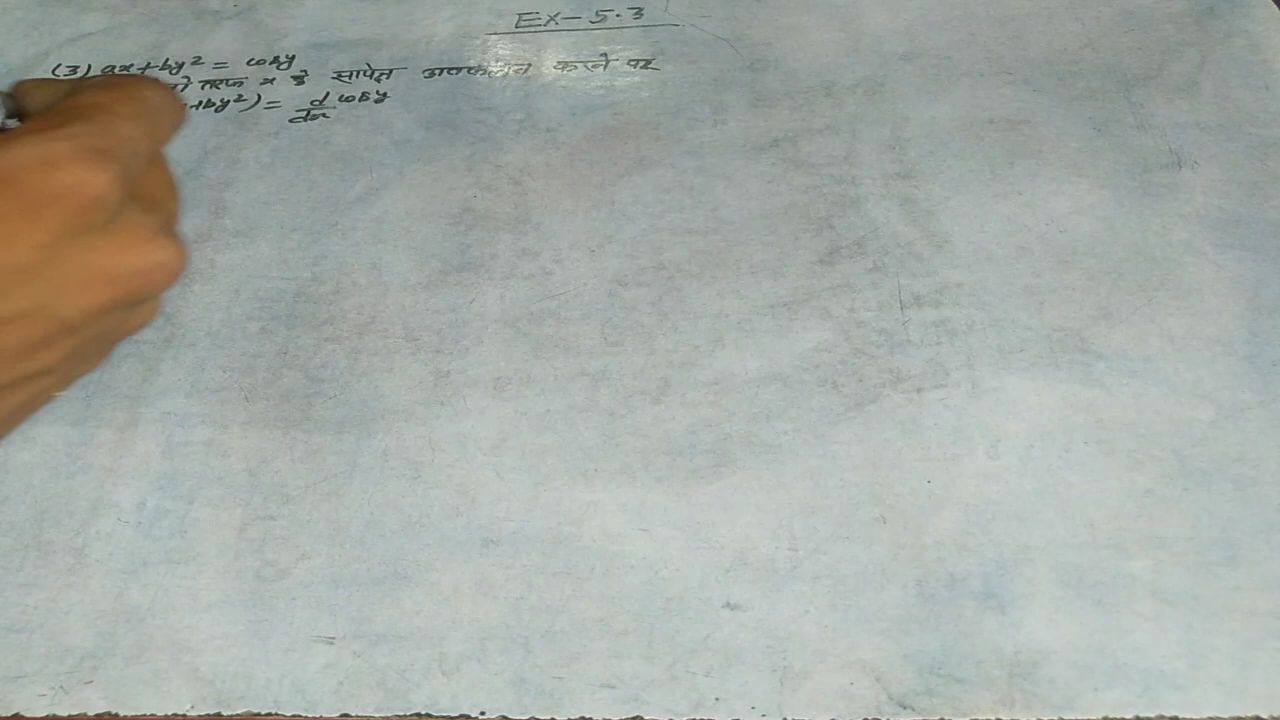 EX-5.3
(3) ax+by² = cosy
तरफ x के सापेक्ष अवकलन करने पर
+by²) = d/dx cosy